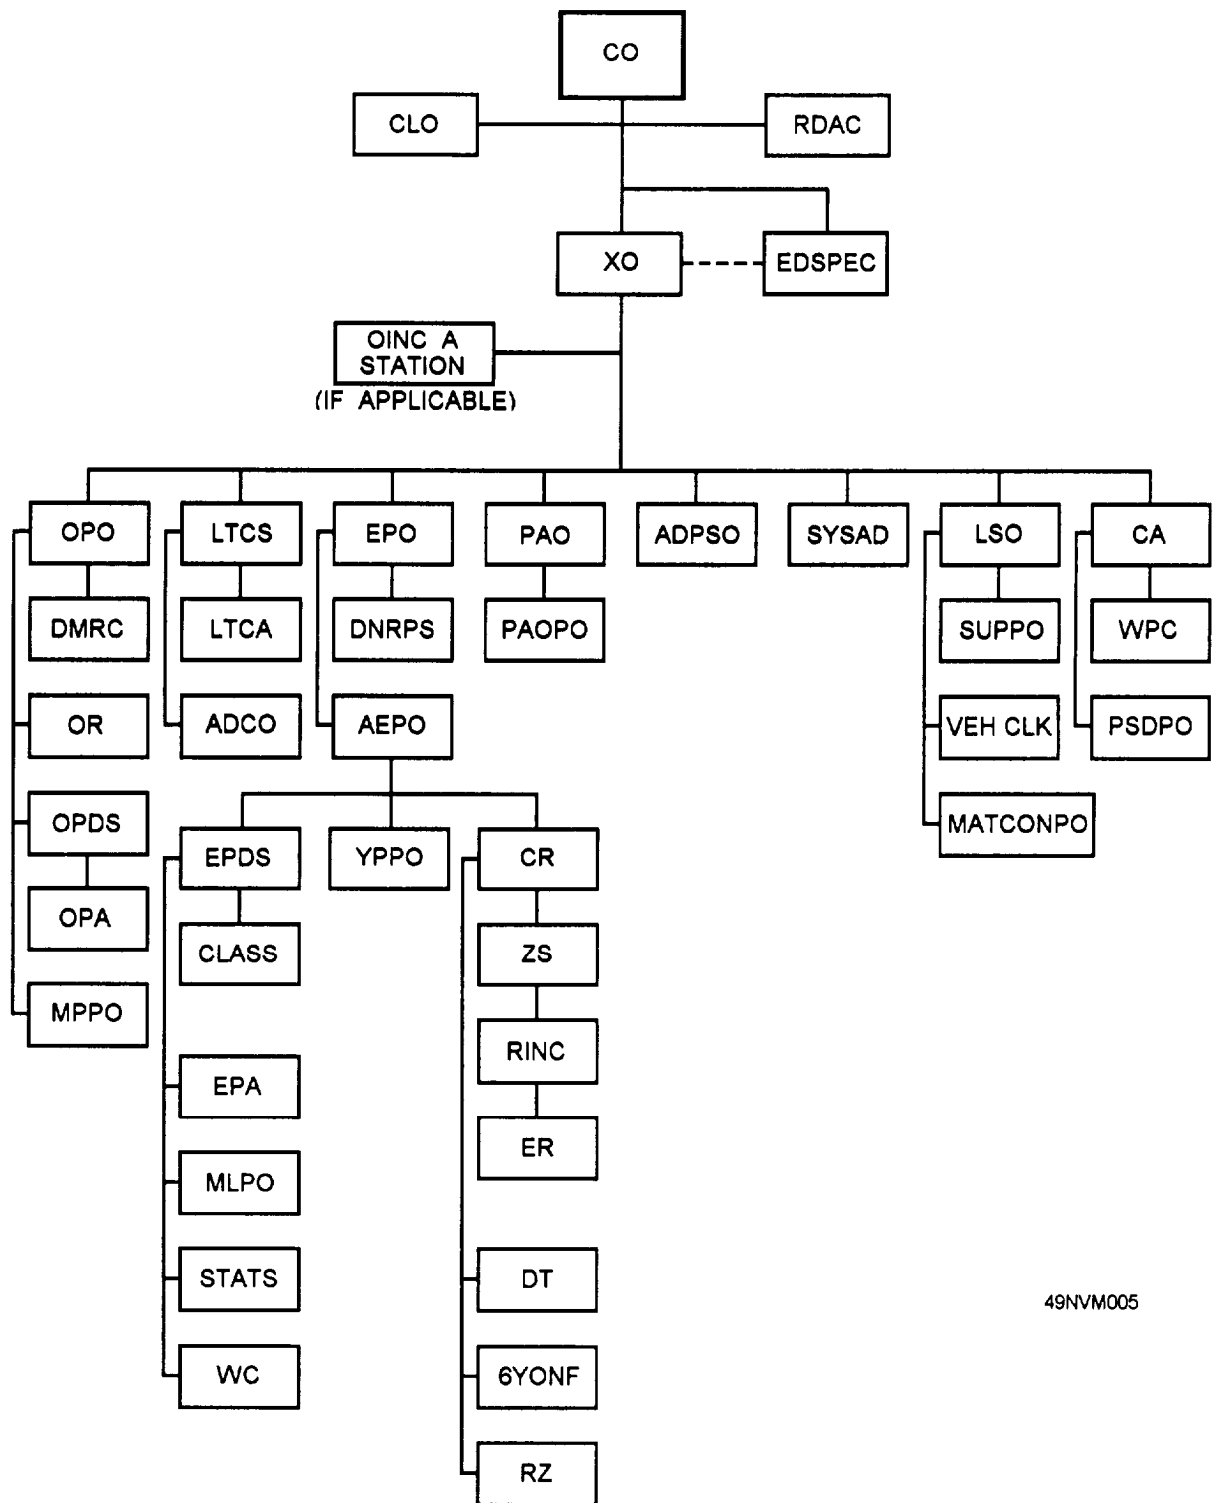 CO
CLO
RDAC
XO
EDSPEC
OINC A
STATION
(IF APPLICABLE)
OPO
LTCS
EPO
PAO
ADPSO
SYSAD
LSO
CA
DMRC
LTCA
DNRPS
PAOPO
SUPPO
WPC
OR
ADCO
AEPO
VEH CLK
PSDPO
OPDS
EPDS
YPPO
CR
MATCONPO
OPA
CLASS
ZS
MPPO
RINC
EPA
ER
MLPO
STATS
DT
49NVM005
WC
6YONF
RZ